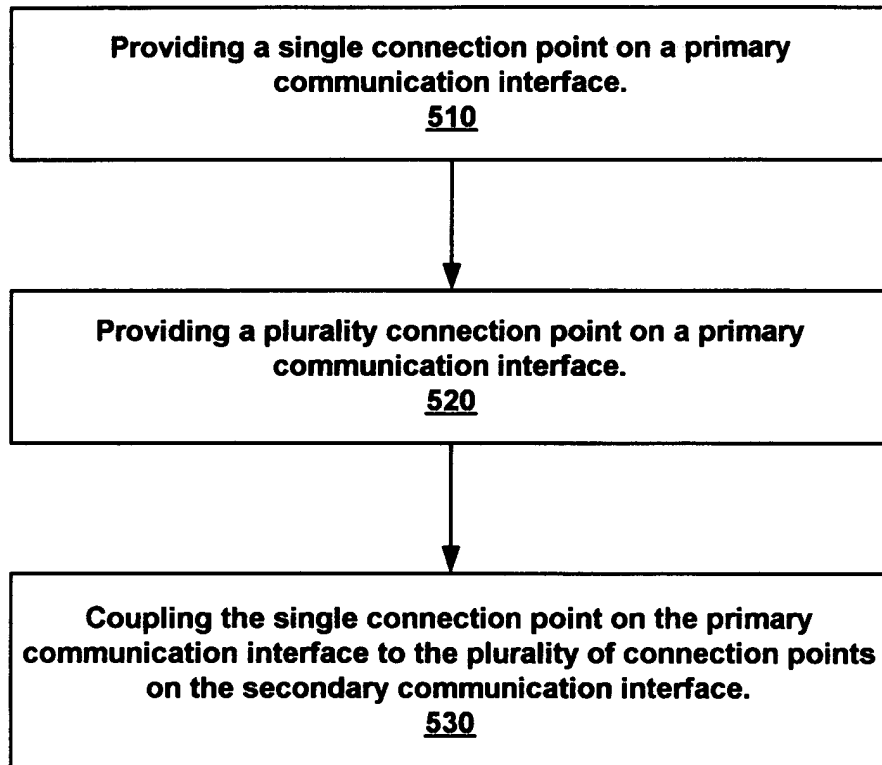 Providing a single connection point on a primary
communication interface.
510
Providing a plurality connection point on a primary
communication interface.
520
Coupling the single connection point on the primary
communication interface to the plurality of connection points
on the secondary communication interface.
530